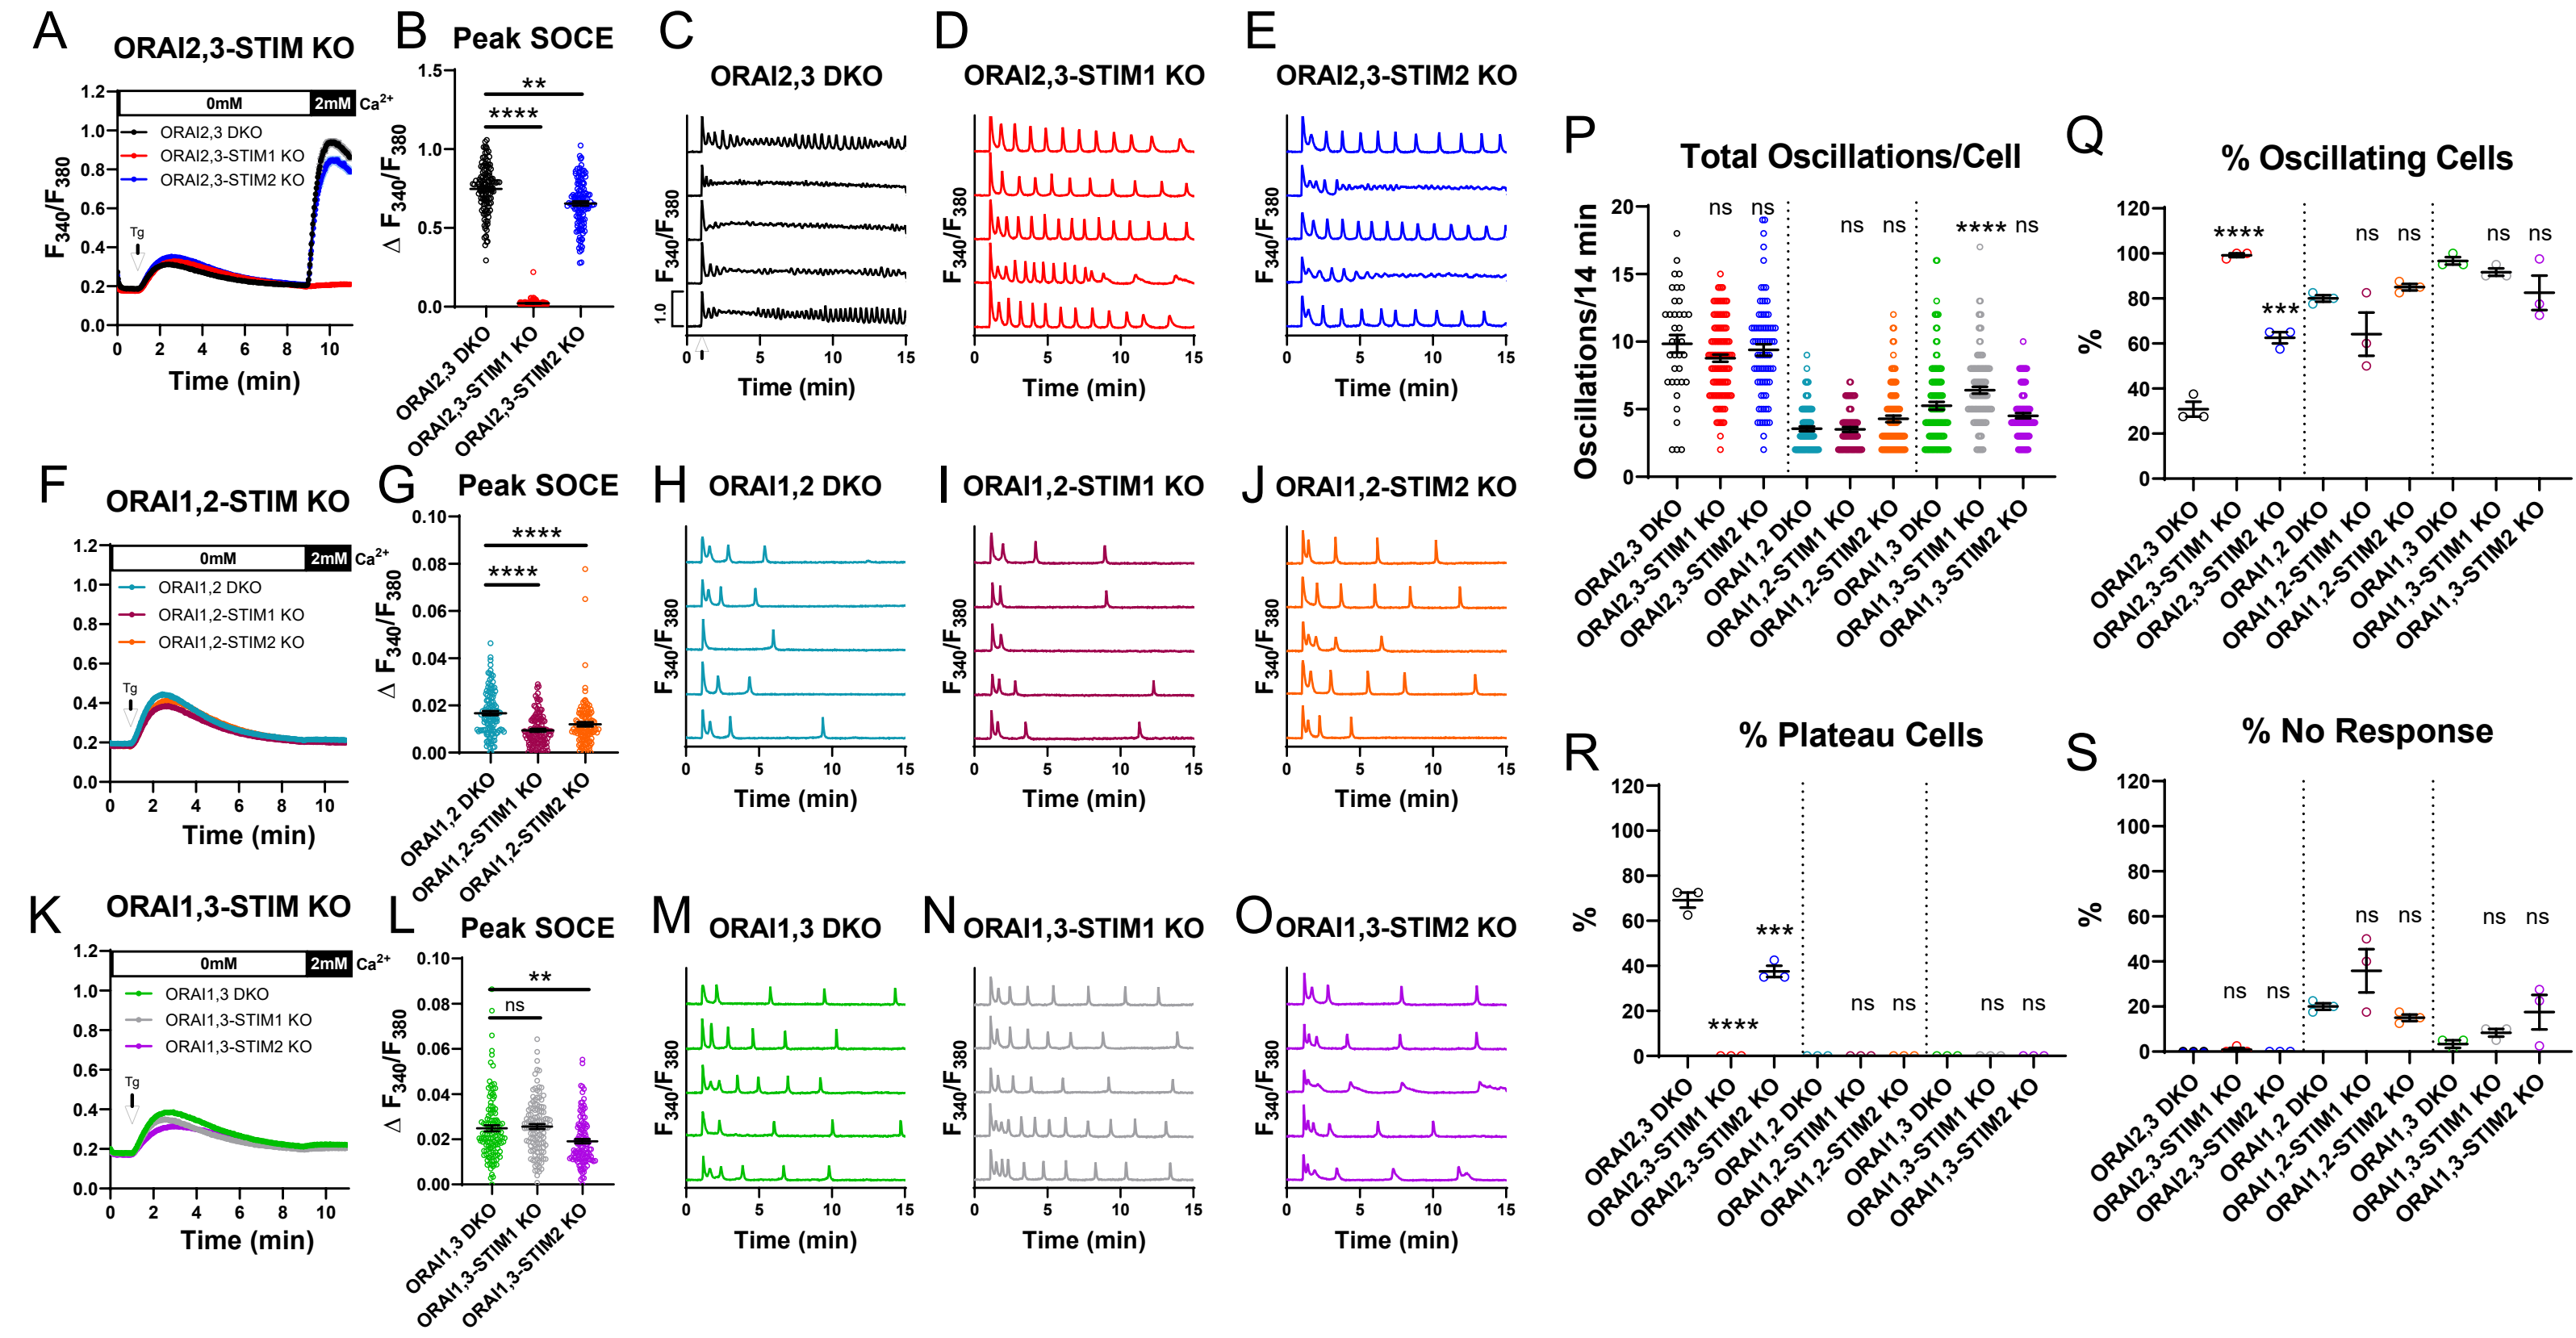 A
ORAI2,3-STIM KO
F340/F380
1.2
1.0
0.8
0.6
0.4
0.2
0.0
0mM
2mM
Ca2+
ORAI2,3 DKO
ORAI2,3-STIM1 KO
ORAI2,3-STIM2 KO
Tg
0 2 4 6 8 10
Time (min)
B
Peak SOCE
Δ F340/F380
1.5
1.0
0.5
0.0
**
****
ORAI2,3 DKO
ORAI2,3-STIM1 KO
ORAI2,3-STIM2 KO
C
ORAI2,3 DKO
F340/F380
1.0
0 5 10 15
Time (min)
D
ORAI2,3-STIM1 KO
F340/F380
0 5 10 15
Time (min)
E
ORAI2,3-STIM2 KO
F340/F380
0 5 10 15
Time (min)
F
ORAI1,2-STIM KO
F340/F380
1.2
1.0
0.8
0.6
0.4
0.2
0.0
0mM
2mM
Ca2+
ORAI1,2 DKO
ORAI1,2-STIM1 KO
ORAI1,2-STIM2 KO
Tg
0 2 4 6 8 10
Time (min)
G
Peak SOCE
Δ F340/F380
0.10
0.08
0.06
0.04
0.02
0.00
****
****
ORAI1,2 DKO
ORAI1,2-STIM1 KO
ORAI1,2-STIM2 KO
H
ORAI1,2 DKO
F340/F380
0 5 10 15
Time (min)
I
ORAI1,2-STIM1 KO
F340/F380
0 5 10 15
Time (min)
J
ORAI1,2-STIM2 KO
F340/F380
0 5 10 15
Time (min)
K
ORAI1,3-STIM KO
F340/F380
1.2
1.0
0.8
0.6
0.4
0.2
0.0
0mM
2mM
Ca2+
ORAI1,3 DKO
ORAI1,3-STIM1 KO
ORAI1,3-STIM2 KO
Tg
0 2 4 6 8 10
Time (min)
L
Peak SOCE
Δ F340/F380
0.10
0.08
0.06
0.04
0.02
0.00
**
ns
ORAI1,3 DKO
ORAI1,3-STIM1 KO
ORAI1,3-STIM2 KO
M
ORAI1,3 DKO
F340/F380
0 5 10 15
Time (min)
N
ORAI1,3-STIM1 KO
F340/F380
0 5 10 15
Time (min)
O
ORAI1,3-STIM2 KO
F340/F380
0 5 10 15
Time (min)
P
Total Oscillations/Cell
Oscillations/14 min
20
15
10
5
0
ns ns ns ns **** ns
ORAI2,3 DKO
ORAI2,3-STIM1 KO
ORAI2,3-STIM2 KO
ORAI1,2 DKO
ORAI1,2-STIM1 KO
ORAI1,2-STIM2 KO
ORAI1,3 DKO
ORAI1,3-STIM1 KO
ORAI1,3-STIM2 KO
Q
% Oscillating Cells
%
120
100
80
60
40
20
0
**** *** ns ns ns ns
ORAI2,3 DKO
ORAI2,3-STIM1 KO
ORAI2,3-STIM2 KO
ORAI1,2 DKO
ORAI1,2-STIM1 KO
ORAI1,2-STIM2 KO
ORAI1,3 DKO
ORAI1,3-STIM1 KO
ORAI1,3-STIM2 KO
R
% Plateau Cells
%
120
100
80
60
40
20
0
**** *** ns ns ns ns
ORAI2,3 DKO
ORAI2,3-STIM1 KO
ORAI2,3-STIM2 KO
ORAI1,2 DKO
ORAI1,2-STIM1 KO
ORAI1,2-STIM2 KO
ORAI1,3 DKO
ORAI1,3-STIM1 KO
ORAI1,3-STIM2 KO
S
% No Response
%
120
100
80
60
40
20
0
ns ns ns ns ns ns
ORAI2,3 DKO
ORAI2,3-STIM1 KO
ORAI2,3-STIM2 KO
ORAI1,2 DKO
ORAI1,2-STIM1 KO
ORAI1,2-STIM2 KO
ORAI1,3 DKO
ORAI1,3-STIM1 KO
ORAI1,3-STIM2 KO